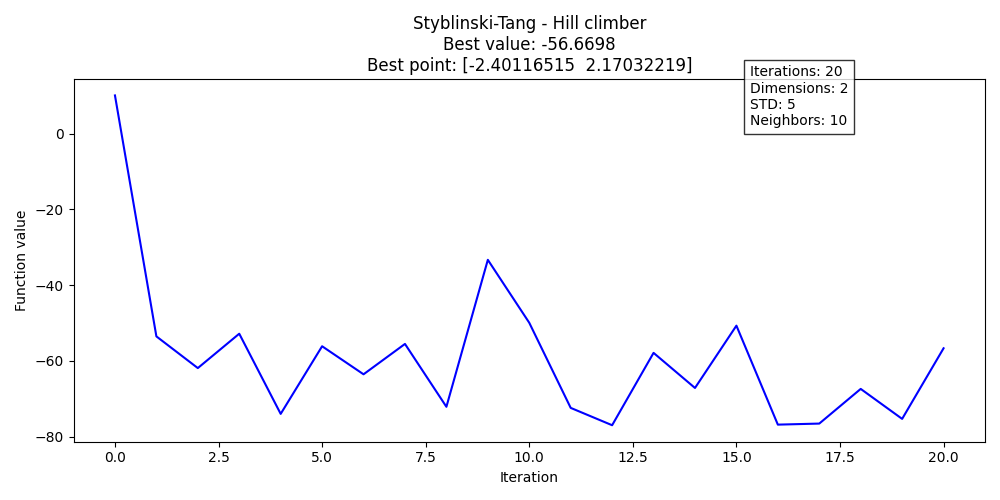 Styblinski-Tang - Hill climber
Best value: -56.6698
Best point: [-2.40116515  2.17032219]
Iterations: 20
Dimensions: 2
STD: 5
Neighbors: 10
Function value
0
−20
−40
−60
−80
0.0
2.5
5.0
7.5
10.0
12.5
15.0
17.5
20.0
Iteration